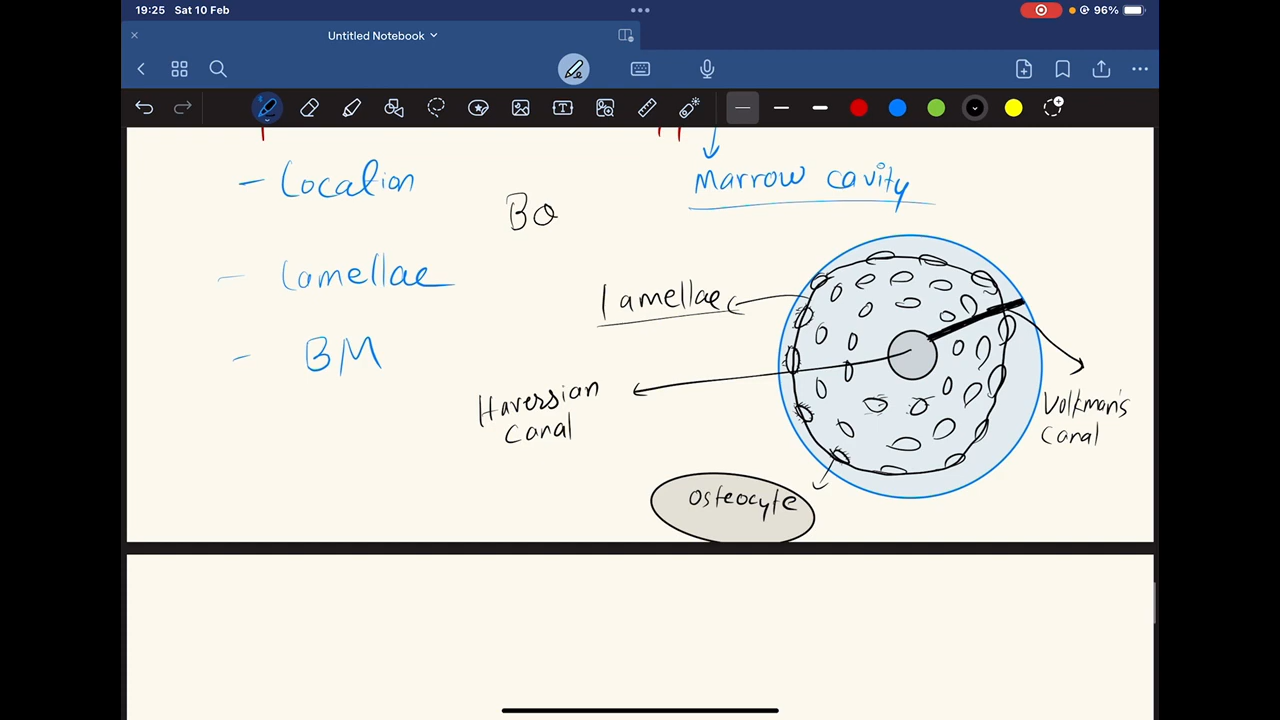 19:25 Sat 10 Feb
96%
Untitled Notebook
- Location
Marrow cavity
Bo
- lamellae
lamellae
- BM
Haversian
canal
Volkman's
canal
osteocyte